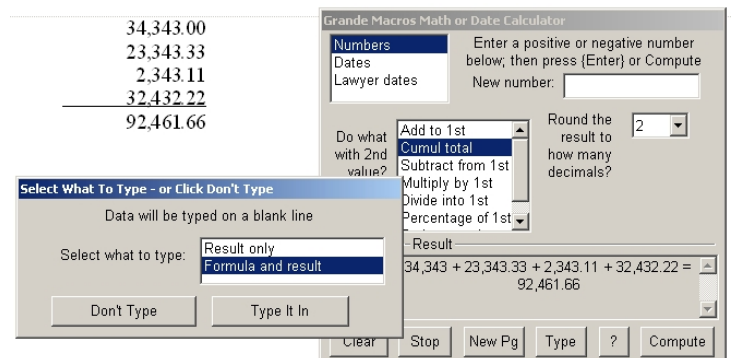 34,343.00
23,343.33
2,343.11
32,432.22
92,461.66
Grande Macros Math or Date Calculator
Numbers
Dates
Lawyer dates
Enter a positive or negative number
below; then press {Enter} or Compute
New number:
Do what
with 2nd
value?
Add to 1st
Cumul total
Subtract from 1st
Multiply by 1st
Divide into 1st
Percentage of 1st
Round the
result to
how many
decimals?
2
Result
34,343 + 23,343.33 + 2,343.11 + 32,432.22 =
92,461.66
Clear
Stop
New Pg
Type
?
Compute
Select What To Type - or Click Don't Type
Data will be typed on a blank line
Select what to type:
Result only
Formula and result
Don't Type
Type It In